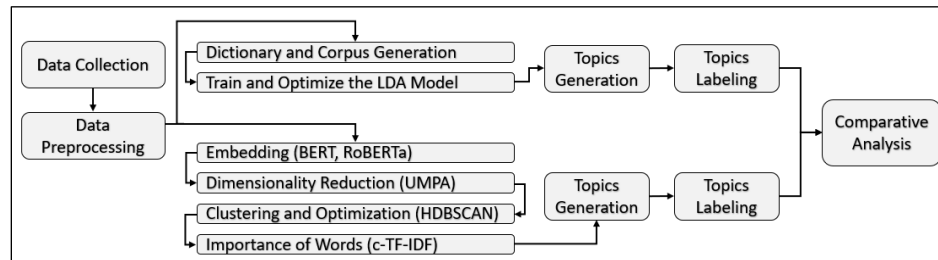 Data Collection
Data
Preprocessing
Dictionary and Corpus Generation
Train and Optimize the LDA Model
Topics
Generation
Topics
Labeling
Embedding (BERT, RoBERTa)
Dimensionality Reduction (UMPA)
Clustering and Optimization (HDBSCAN)
Importance of Words (c-TF-IDF)
Topics
Generation
Topics
Labeling
Comparative
Analysis